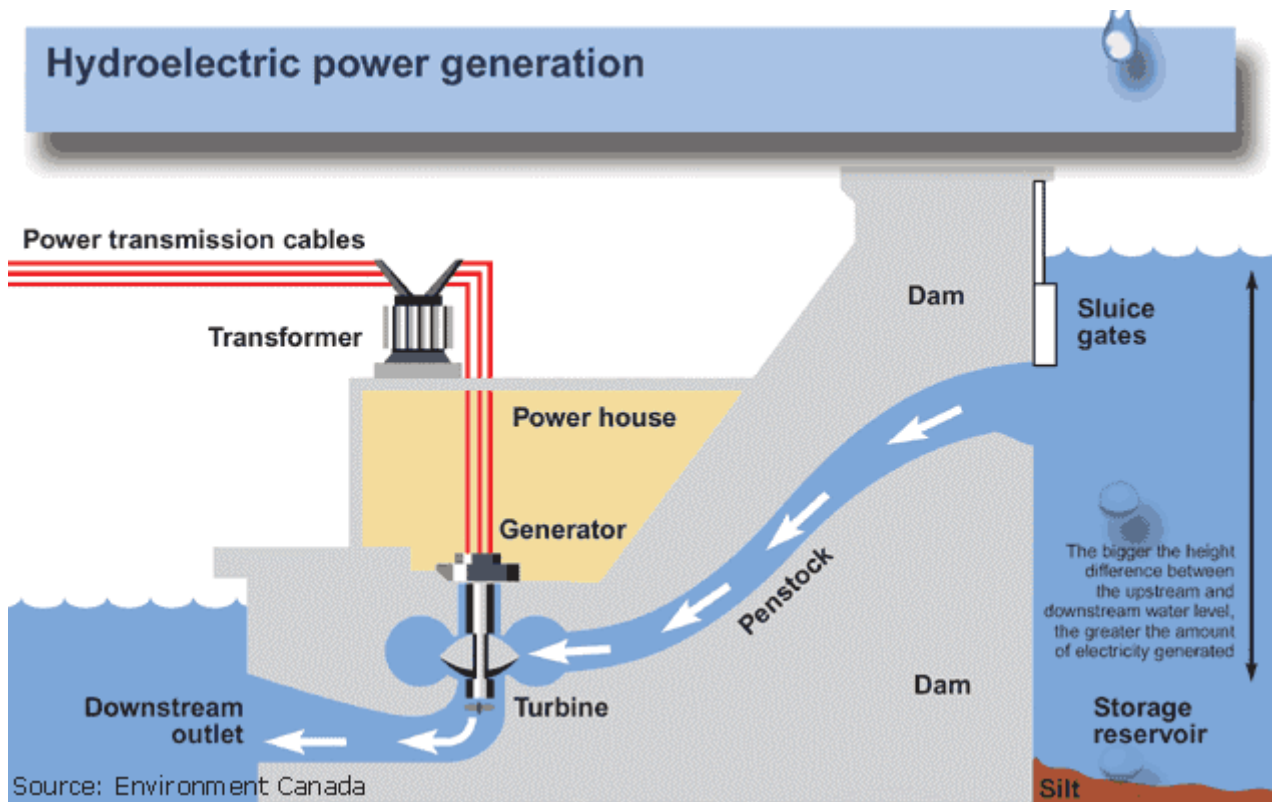 Hydroelectric power generation
Power transmission cables
Transformer
Dam
Sluice
gates
Power house
Generator
Penstock
The bigger the height
difference between
the upstream and
downstream water level,
the greater the amount
of electricity generated
Turbine
Dam
Downstream
outlet
Storage
reservoir
Source: Environment Canada
Silt